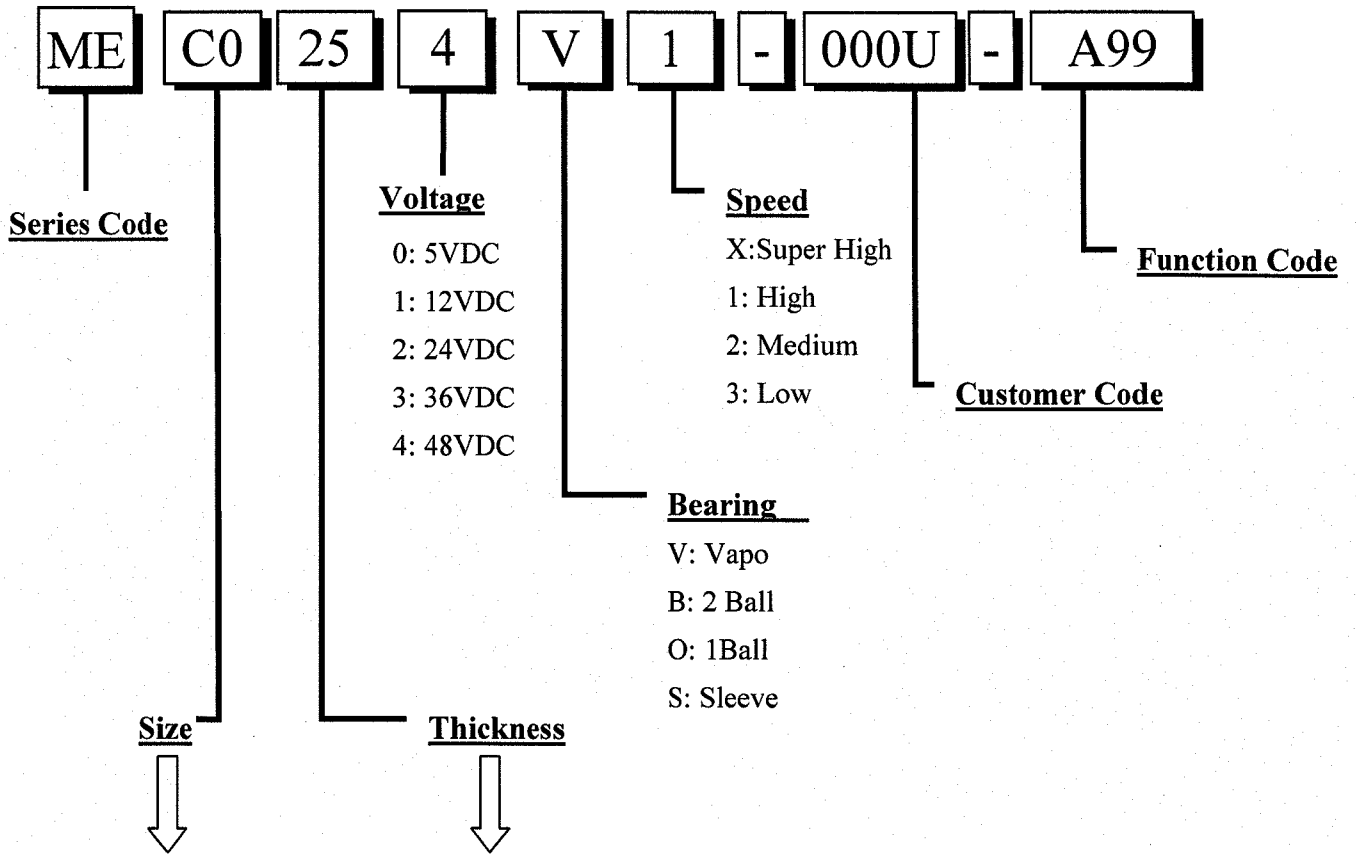 ME C0 25 4 V 1 - 000U - A99
Series Code
Voltage
0: 5VDC
1: 12VDC
2: 24VDC
3: 36VDC
4: 48VDC
Speed
X:Super High
1: High
2: Medium
3: Low
Function Code
Customer Code
Bearing
V: Vapo
B: 2 Ball
O: 1Ball
S: Sleeve
Size
Thickness